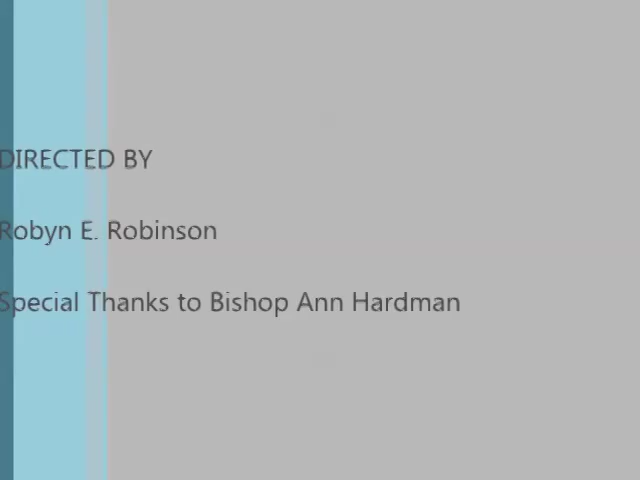 DIRECTED BY
Robyn E. Robinson
Special Thanks to Bishop Ann Hardman